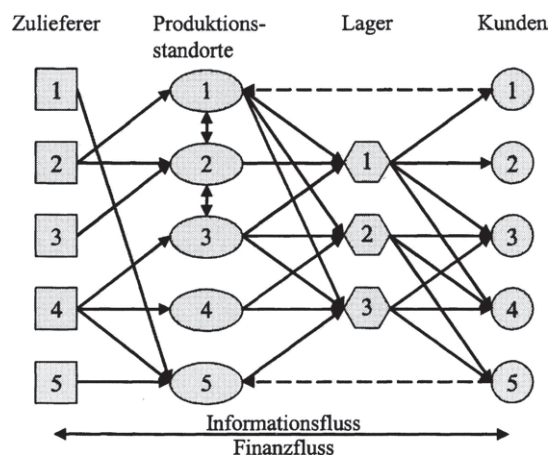 Zulieferer Produktions- Lager Kunden
standorte
1 1 1
2 2 1 2
3 3 2 3
4 4 3 4
5 5 5
Informationsfluss
Finanzfluss